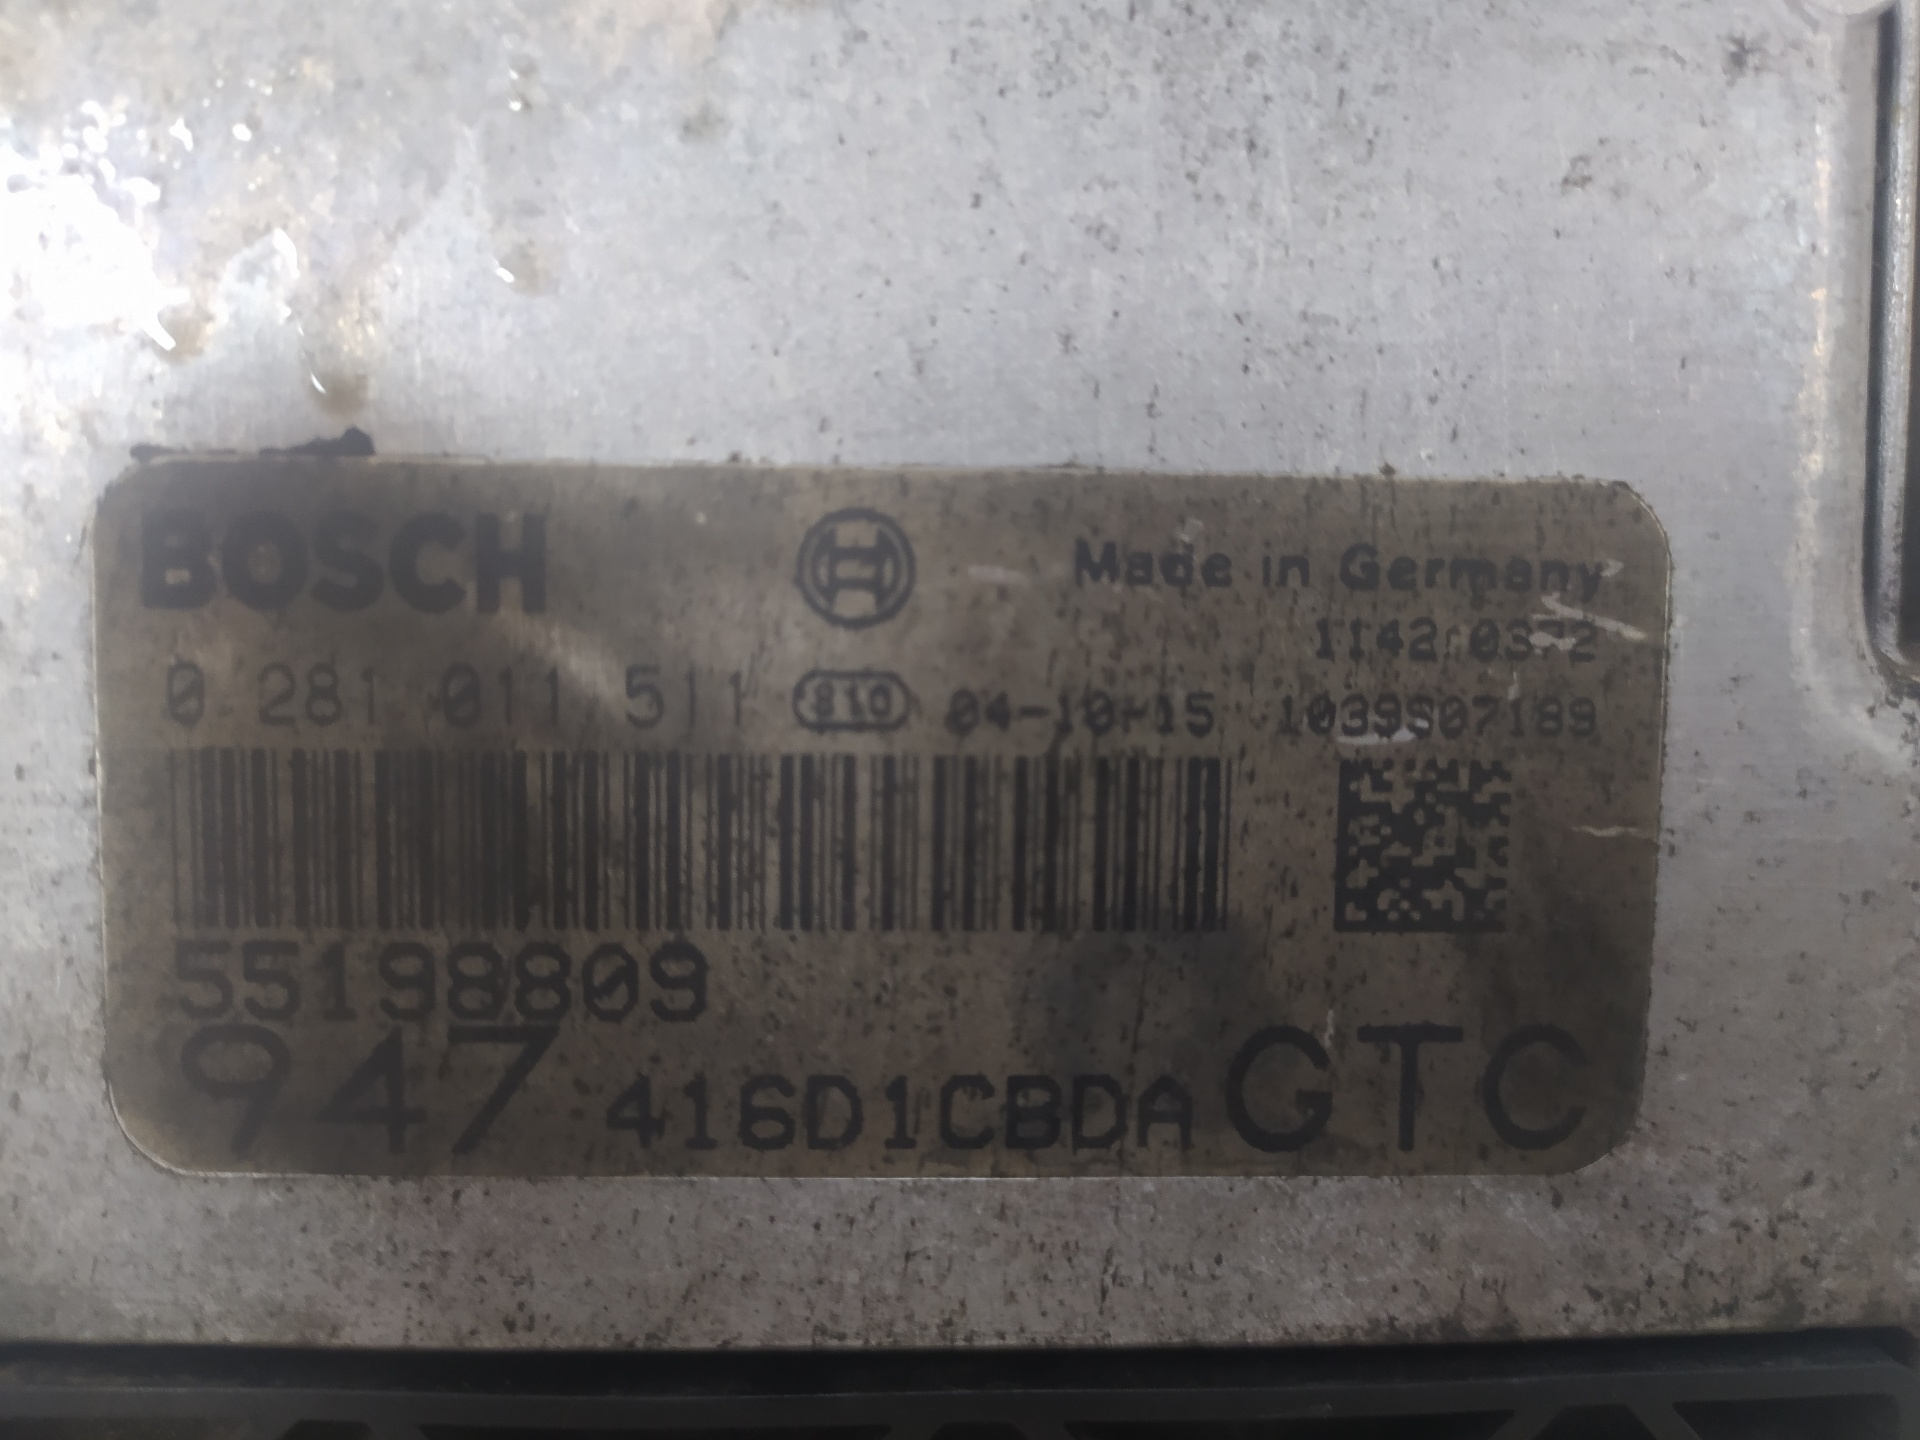 BOSCH
Made in Germany
1142 0372
0 281 011 511 810 04-10-15 1039S07189
55198809
947 416D1CBDA GTC